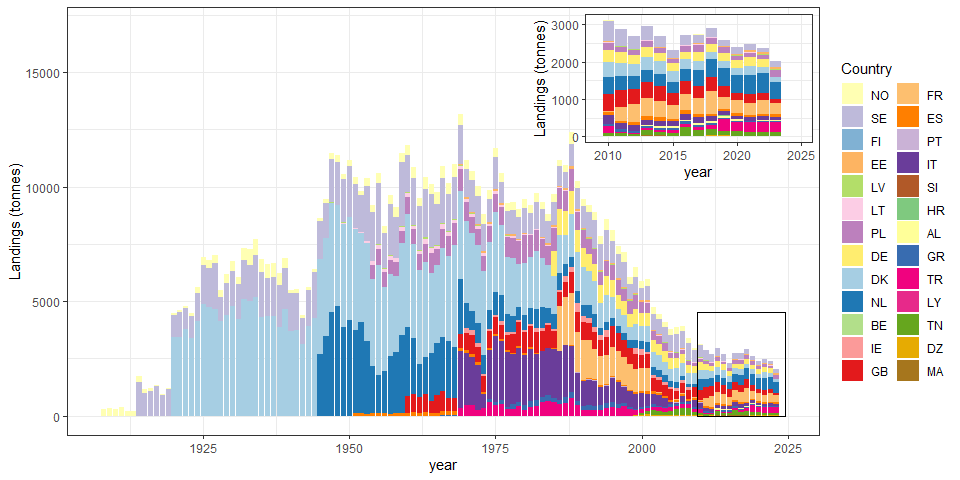 Landings (tonnes)
15000
10000
5000
0
1925
1950
1975
2000
2025
year
Landings (tonnes)
3000
2000
1000
0
2010
2015
2020
2025
year
Country
NO
SE
FI
EE
LV
LT
PL
DE
DK
NL
BE
IE
GB
FR
ES
PT
IT
SI
HR
AL
GR
TR
LY
TN
DZ
MA